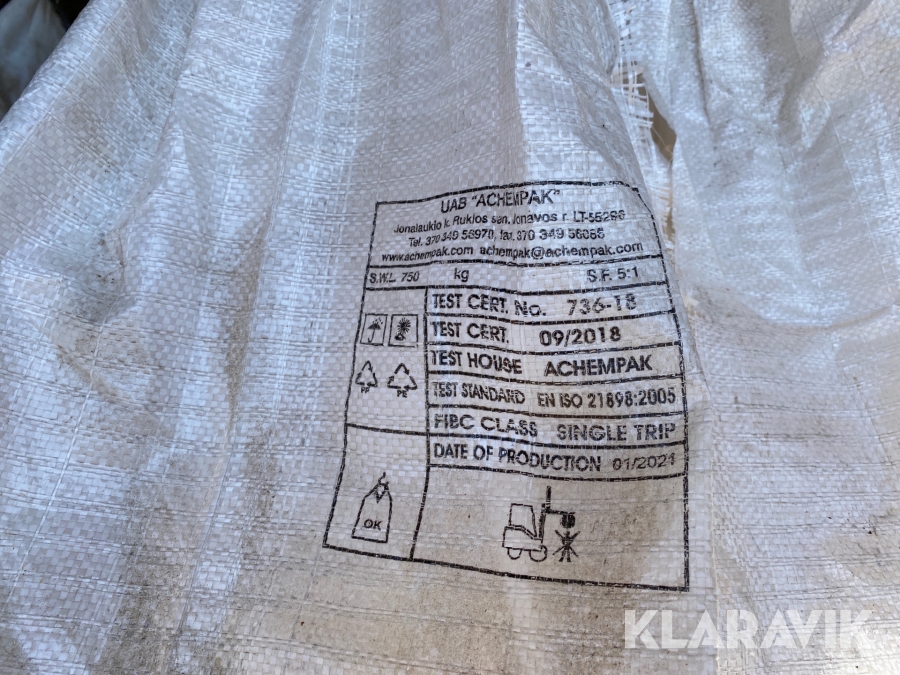 UAB "ACHEMPAK"
Jonalaukio k. Ruklos sen. Jonavos r. LT-55296
Tel. 370 349 56970, fax. 370 349 56085
www.achempak.com achempak@achempak.com
S.W.L. 750 kg S.F. 5:1
TEST CERT. No. 736-18
TEST CERT. 09/2018
TEST HOUSE ACHEMPAK
TEST STANDARD EN ISO 21898:2005
FIBC CLASS SINGLE TRIP
DATE OF PRODUCTION 01/2021
PP PE
OK
KLARAVIK